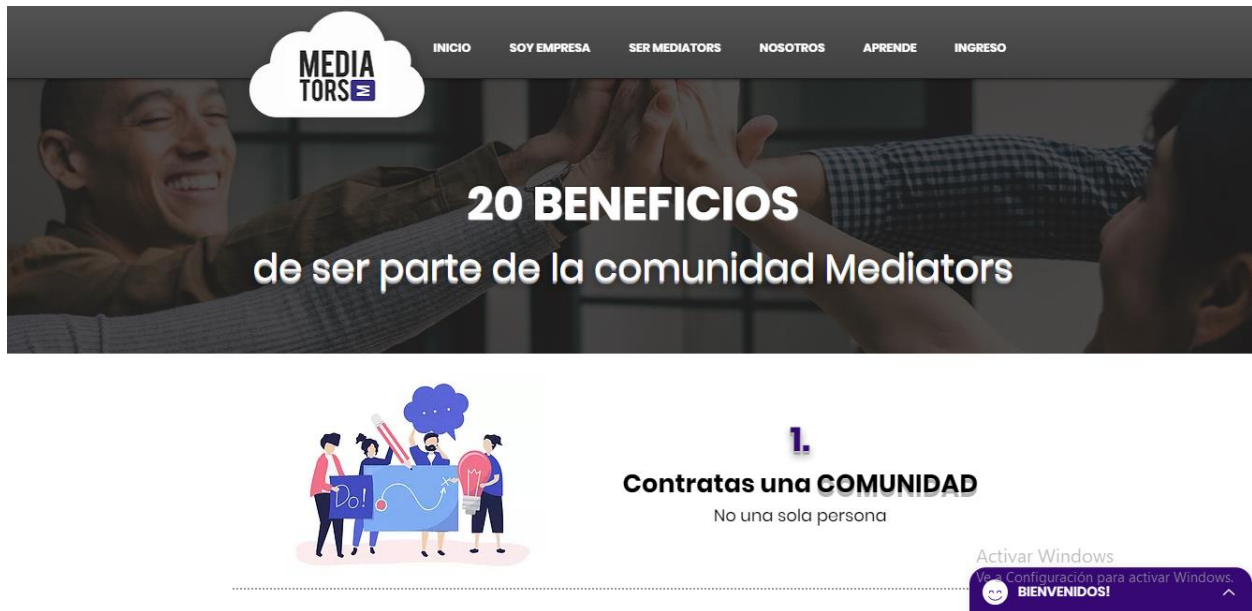 MEDIA
TORS M
INICIO SOY EMPRESA SER MEDIATORS NOSOTROS APRENDE INGRESO
20 BENEFICIOS
de ser parte de la comunidad Mediators
Do!
1.
Contratas una COMUNIDAD
No una sola persona
Activar Windows
Ve a Configuración para activar Windows.
BIENVENIDOS!